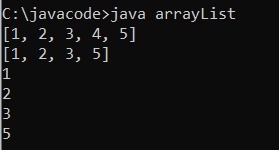 C:\javacode>java arrayList
[1, 2, 3, 4, 5]
[1, 2, 3, 5]
1
2
3
5